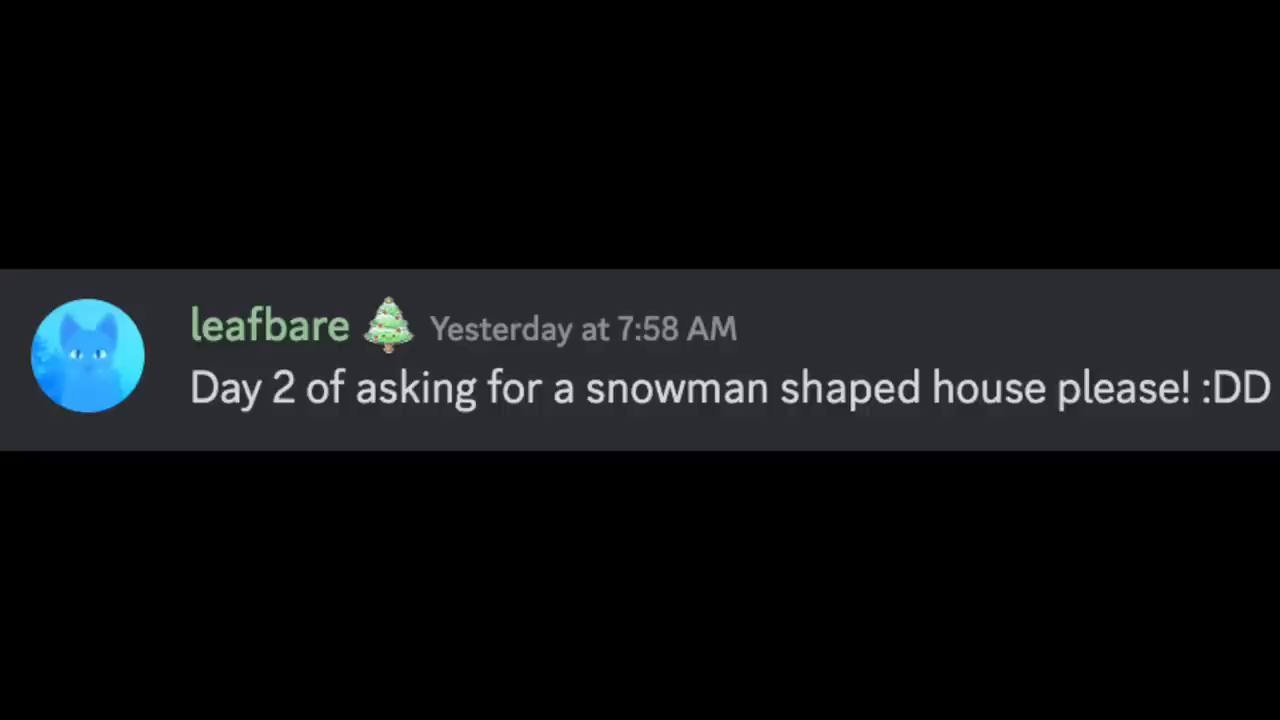 leafbare Yesterday at 7:58 AM
Day 2 of asking for a snowman shaped house please! :DD